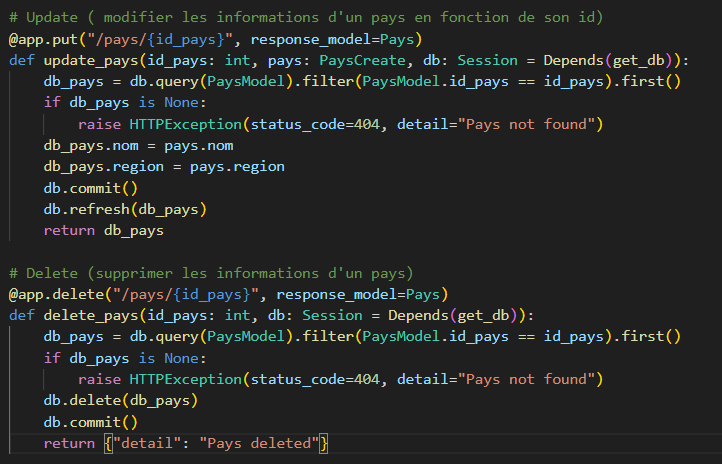 # Update ( modifier les informations d'un pays en fonction de son id)
@app.put("/pays/{id_pays}", response_model=Pays)
def update_pays(id_pays: int, pays: PaysCreate, db: Session = Depends(get_db)):
    db_pays = db.query(PaysModel).filter(PaysModel.id_pays == id_pays).first()
    if db_pays is None:
        raise HTTPException(status_code=404, detail="Pays not found")
    db_pays.nom = pays.nom
    db_pays.region = pays.region
    db.commit()
    db.refresh(db_pays)
    return db_pays

# Delete (supprimer les informations d'un pays)
@app.delete("/pays/{id_pays}", response_model=Pays)
def delete_pays(id_pays: int, db: Session = Depends(get_db)):
    db_pays = db.query(PaysModel).filter(PaysModel.id_pays == id_pays).first()
    if db_pays is None:
        raise HTTPException(status_code=404, detail="Pays not found")
    db.delete(db_pays)
    db.commit()
    return {"detail": "Pays deleted"}